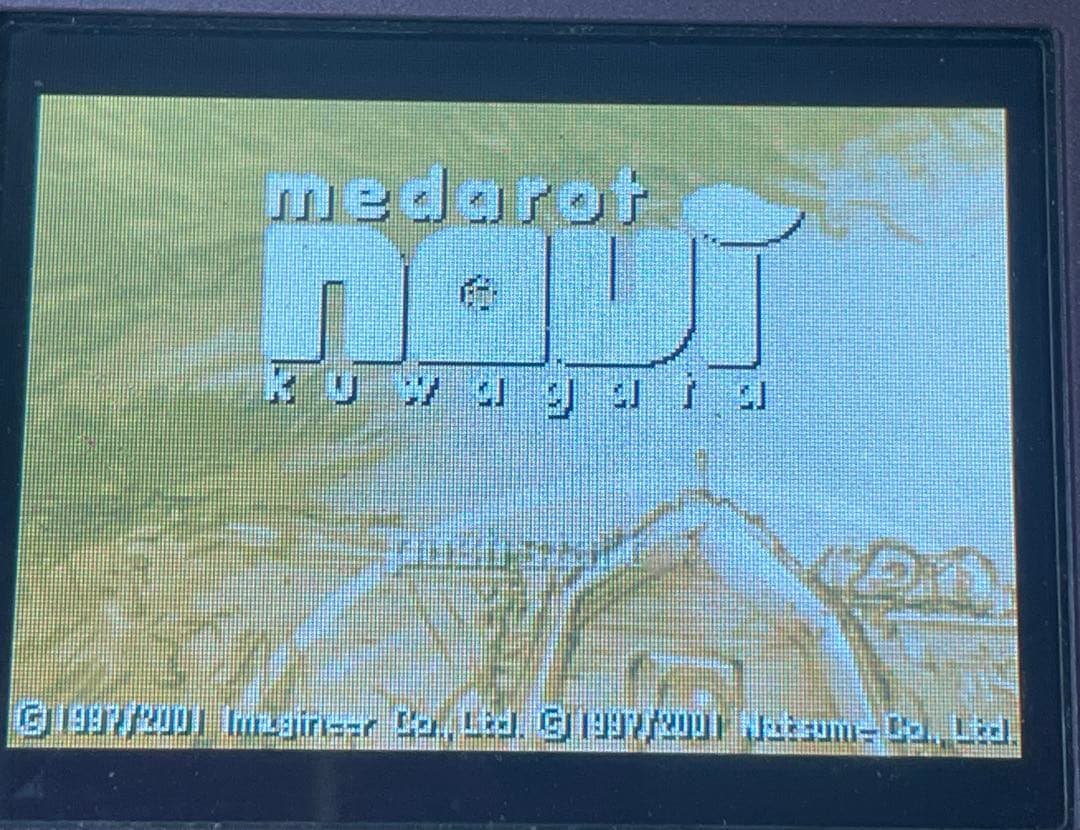 medarot
navi
kuwagata
© 1997/2001 Imagineer Co., Ltd. © 1997/2001 Natsume Co., Ltd.